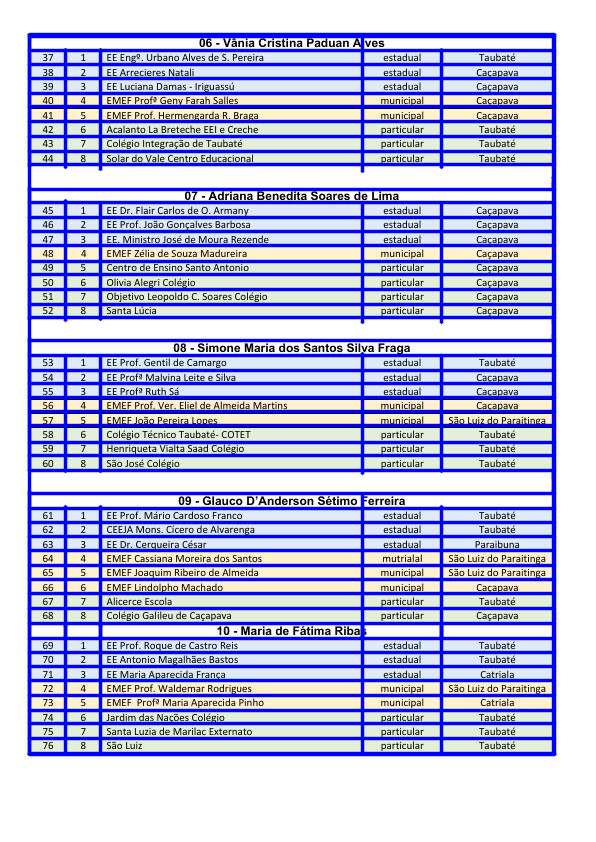 06 - Vânia Cristina Paduan Alves
37 1 EE Engº. Urbano Alves de S. Pereira estadual Taubaté
38 2 EE Arrecieres Natali estadual Caçapava
39 3 EE Luciana Damas - Iriguassú estadual Caçapava
40 4 EMEF Profª Geny Farah Salles municipal Caçapava
41 5 EMEF Prof. Hermengarda R. Braga municipal Caçapava
42 6 Acalanto La Breteche EEI e Creche particular Taubaté
43 7 Colégio Integração de Taubaté particular Taubaté
44 8 Solar do Vale Centro Educacional particular Taubaté
07 - Adriana Benedita Soares de Lima
45 1 EE Dr. Flair Carlos de O. Armany estadual Caçapava
46 2 EE Prof. João Gonçalves Barbosa estadual Caçapava
47 3 EE. Ministro José de Moura Rezende estadual Caçapava
48 4 EMEF Zélia de Souza Madureira municipal Caçapava
49 5 Centro de Ensino Santo Antonio particular Caçapava
50 6 Olivia Alegri Colégio particular Caçapava
51 7 Objetivo Leopoldo C. Soares Colégio particular Caçapava
52 8 Santa Lúcia particular Caçapava
08 - Simone Maria dos Santos Silva Fraga
53 1 EE Prof. Gentil de Camargo estadual Taubaté
54 2 EE Profª Malvina Leite e Silva estadual Caçapava
55 3 EE Profª Ruth Sá estadual Caçapava
56 4 EMEF Prof. Ver. Eliel de Almeida Martins municipal Caçapava
57 5 EMEF João Pereira Lopes municipal São Luiz do Paraitinga
58 6 Colégio Técnico Taubaté- COTET particular Taubaté
59 7 Henriqueta Vialta Saad Colégio particular Taubaté
60 8 São José Colégio particular Taubaté
09 - Glauco D’Anderson Sétimo Ferreira
61 1 EE Prof. Mário Cardoso Franco estadual Taubaté
62 2 CEEJA Mons. Cícero de Alvarenga estadual Taubaté
63 3 EE Dr. Cerqueira César estadual Paraibuna
64 4 EMEF Cassiana Moreira dos Santos mutrialal São Luiz do Paraitinga
65 5 EMEF Joaquim Ribeiro de Almeida municipal São Luiz do Paraitinga
66 6 EMEF Lindolpho Machado municipal Caçapava
67 7 Alicerce Escola particular Taubaté
68 8 Colégio Galileu de Caçapava particular Caçapava
10 - Maria de Fátima Ribas
69 1 EE Prof. Roque de Castro Reis estadual Taubaté
70 2 EE Antonio Magalhães Bastos estadual Taubaté
71 3 EE Maria Aparecida França estadual Catriala
72 4 EMEF Prof. Waldemar Rodrigues municipal São Luiz do Paraitinga
73 5 EMEF Profª Maria Aparecida Pinho municipal Catriala
74 6 Jardim das Nações Colégio particular Taubaté
75 7 Santa Luzia de Marilac Externato particular Taubaté
76 8 São Luiz particular Taubaté